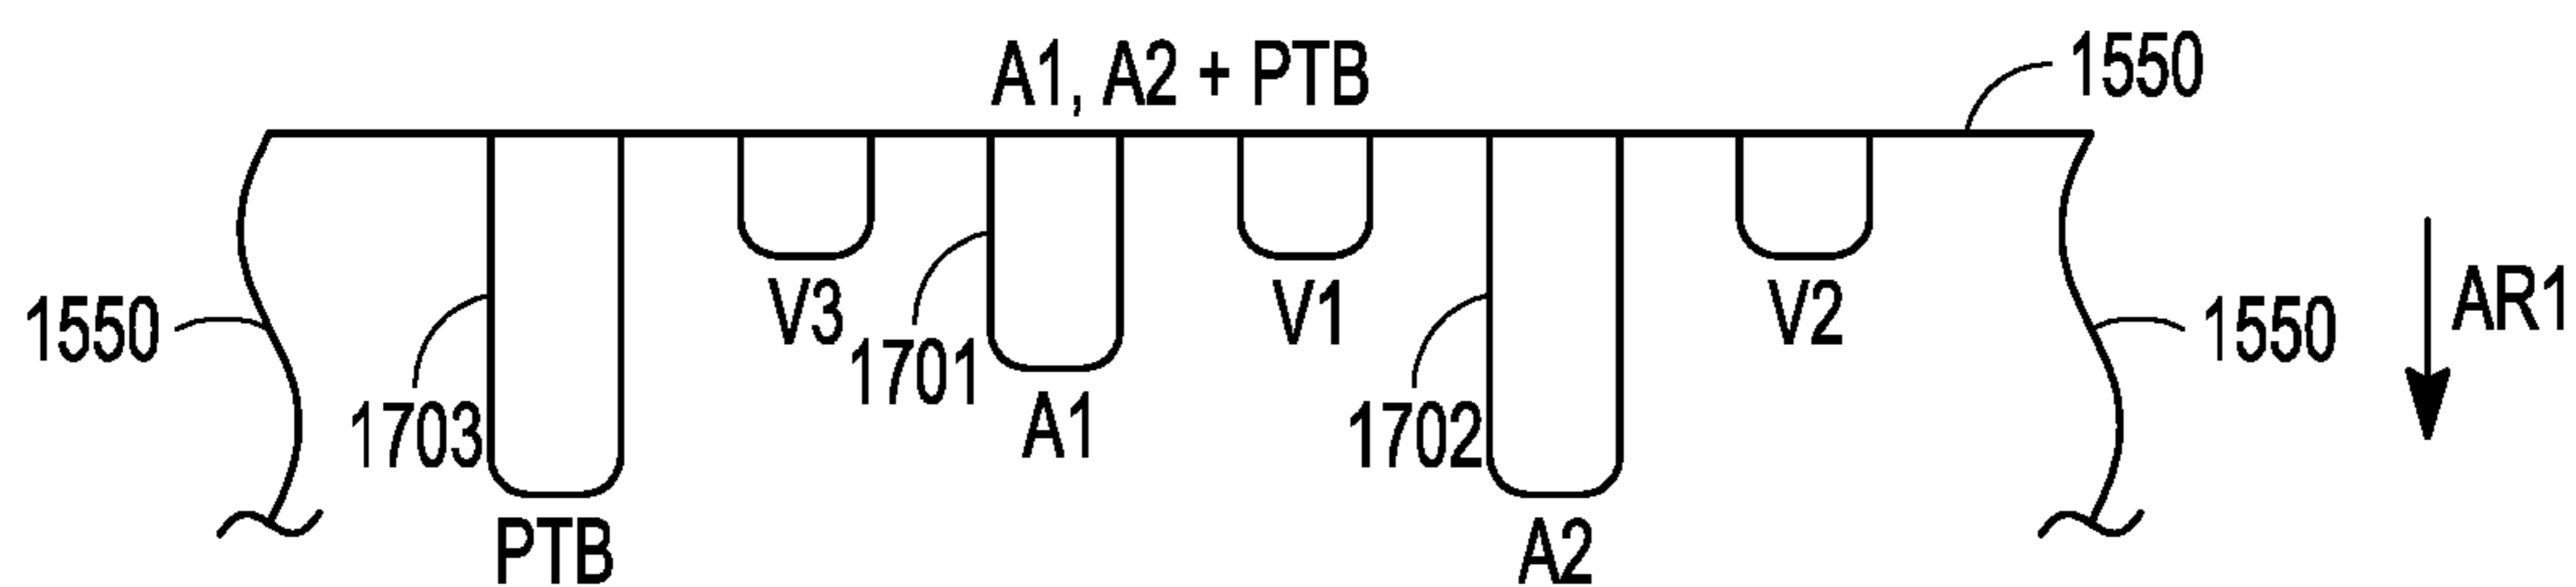 A1, A2 + PTB
1550
1550
V3
V1
V2
1550
AR1
1703
1701
A1
1702
PTB
A2